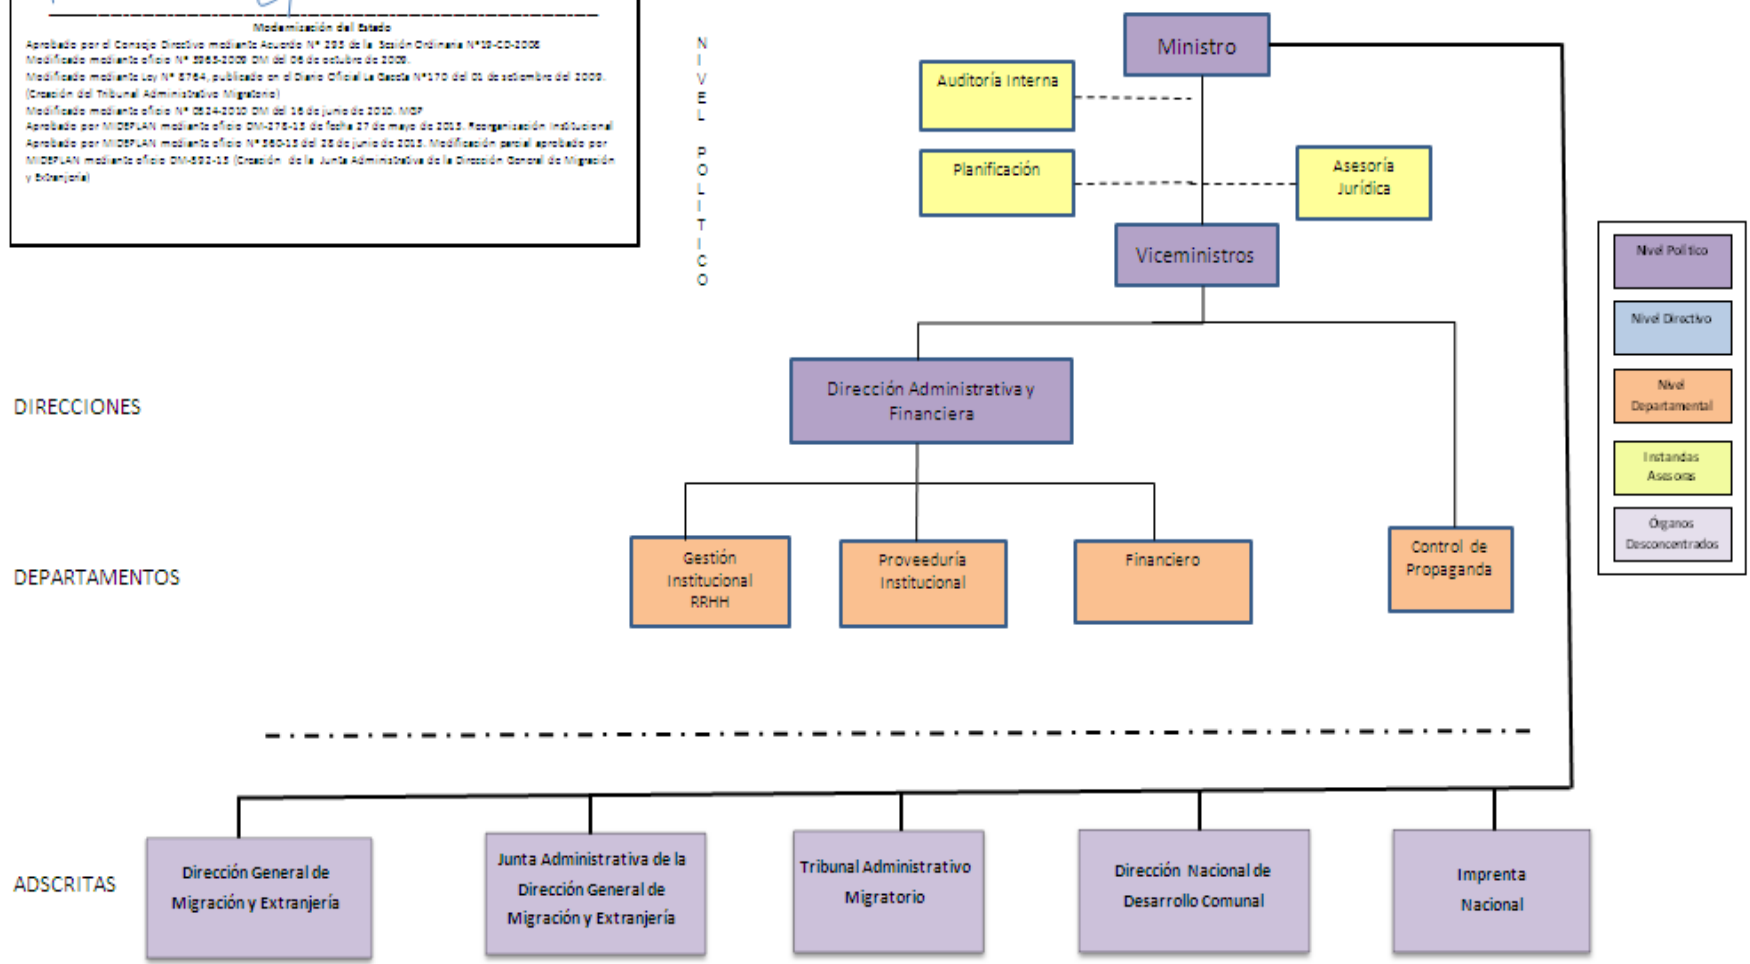 Modernización del Estado
Aprobado por el Consejo Directivo mediante Acuerdo N° 293 de la Sesión Ordinaria N°19-CD-2008
Modificado mediante oficio N° 3963-2009 DM del 06 de octubre de 2009.
Modificado mediante Ley N° 8764, publicado en el Diario Oficial La Gaceta N°170 del 01 de setiembre del 2009.
(Creación del Tribunal Administrativo Migratorio)
Modificado mediante oficio N° 0524-2010 DM del 16 de junio de 2010. MGP
Aprobado por MIDEPLAN mediante oficio DM-278-13 de fecha 27 de mayo de 2013. Reorganización Institucional
Aprobado por MIDEPLAN mediante oficio N° 360-13 del 28 de junio de 2013. Modificación parcial aprobado por
MIDEPLAN mediante oficio DM-592-13 (Creación de la Junta Administrativa de la Dirección General de Migración
y Extranjería)
NIVEL POLITICO
Ministro
Auditoría Interna
Planificación
Asesoría
Jurídica
Viceministros
Nivel Político
Nivel Directivo
Nivel
Departamental
Instandas
Asesoras
Órganos
Desconcentrados
DIRECCIONES
Dirección Administrativa y
Financiera
DEPARTAMENTOS
Gestión
Institucional
RRHH
Proveeduría
Institucional
Financiero
Control de
Propaganda
ADSCRITAS
Dirección General de
Migración y Extranjería
Junta Administrativa de la
Dirección General de
Migración y Extranjería
Tribunal Administrativo
Migratorio
Dirección Nacional de
Desarrollo Comunal
Imprenta
Nacional